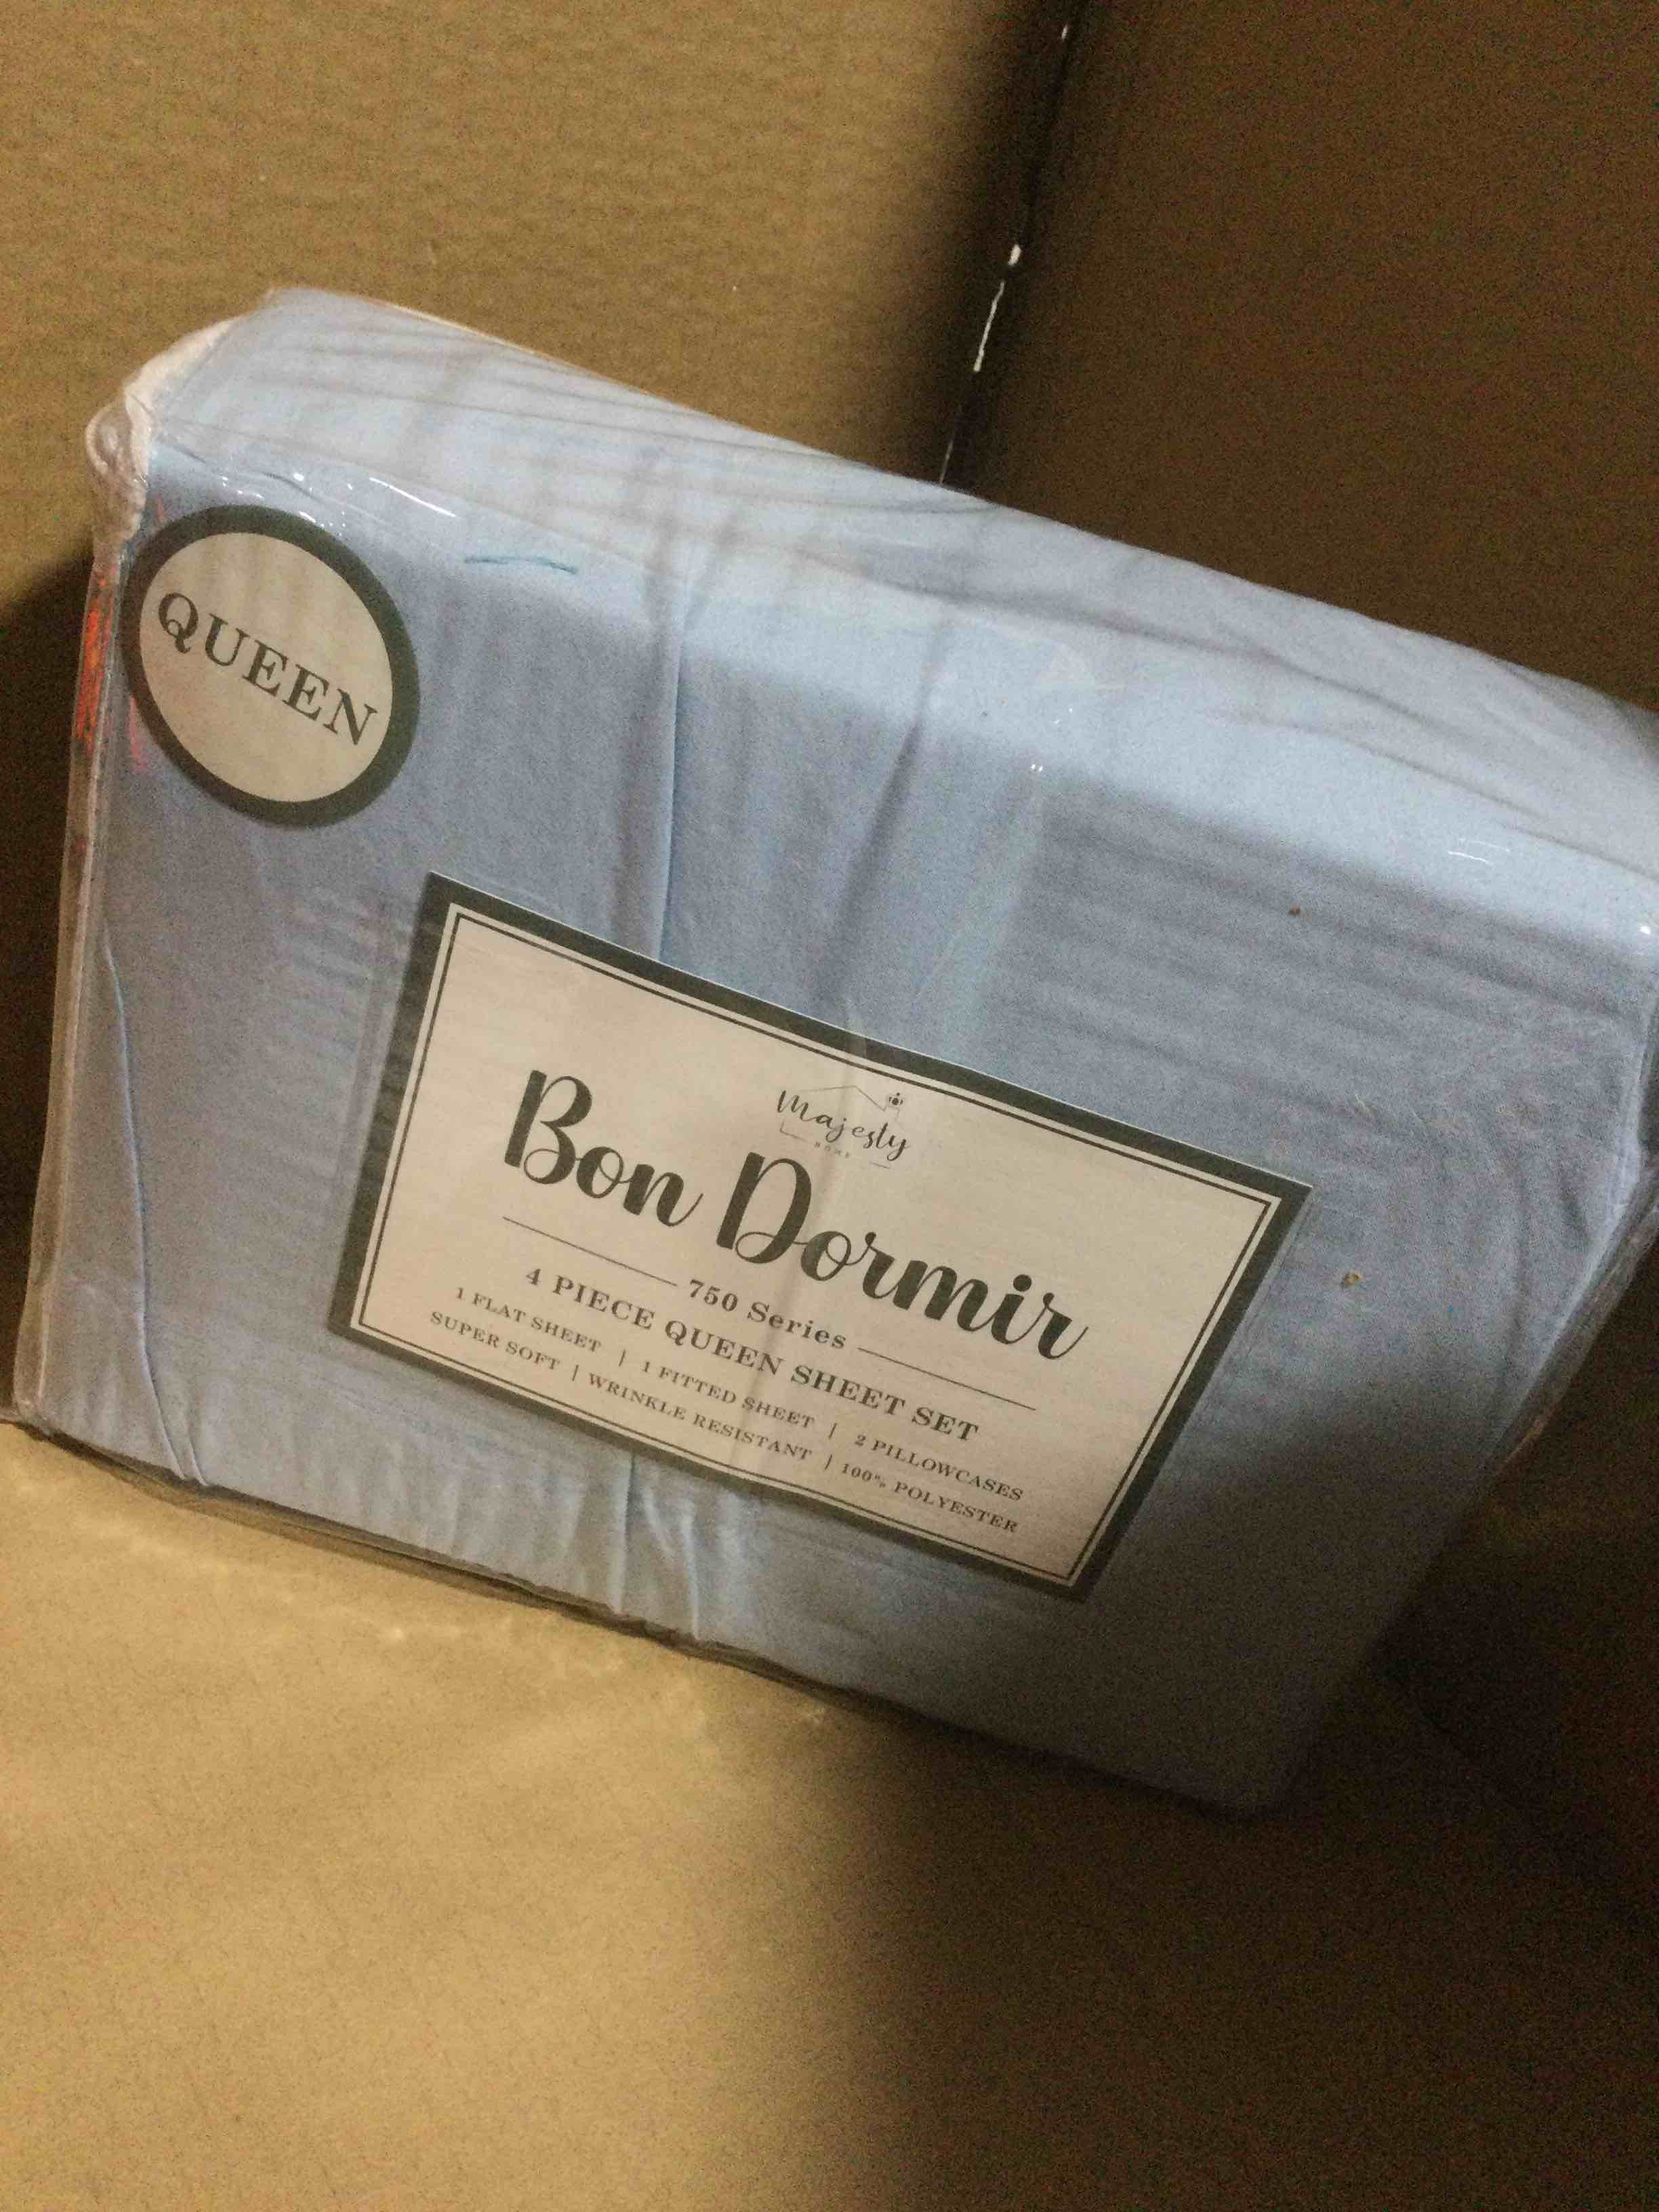 QUEEN
Majesty
HOME
Bon Dormir
750 Series
4 PIECE QUEEN SHEET SET
1 FLAT SHEET | 1 FITTED SHEET | 2 PILLOWCASES
SUPER SOFT | WRINKLE RESISTANT | 100% POLYESTER